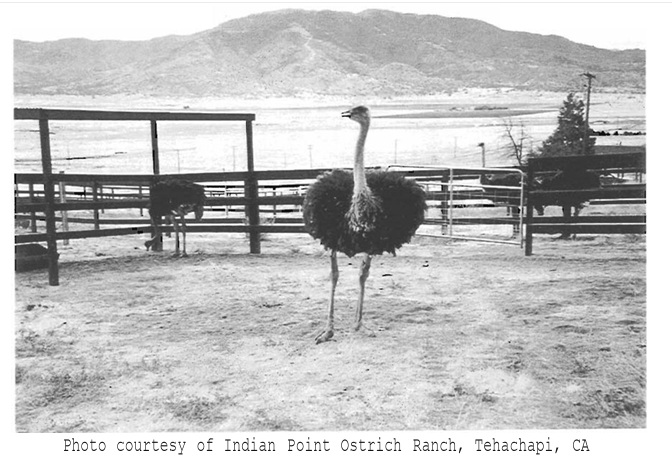 Photo courtesy of Indian Point Ostrich Ranch, Tehachapi, CA